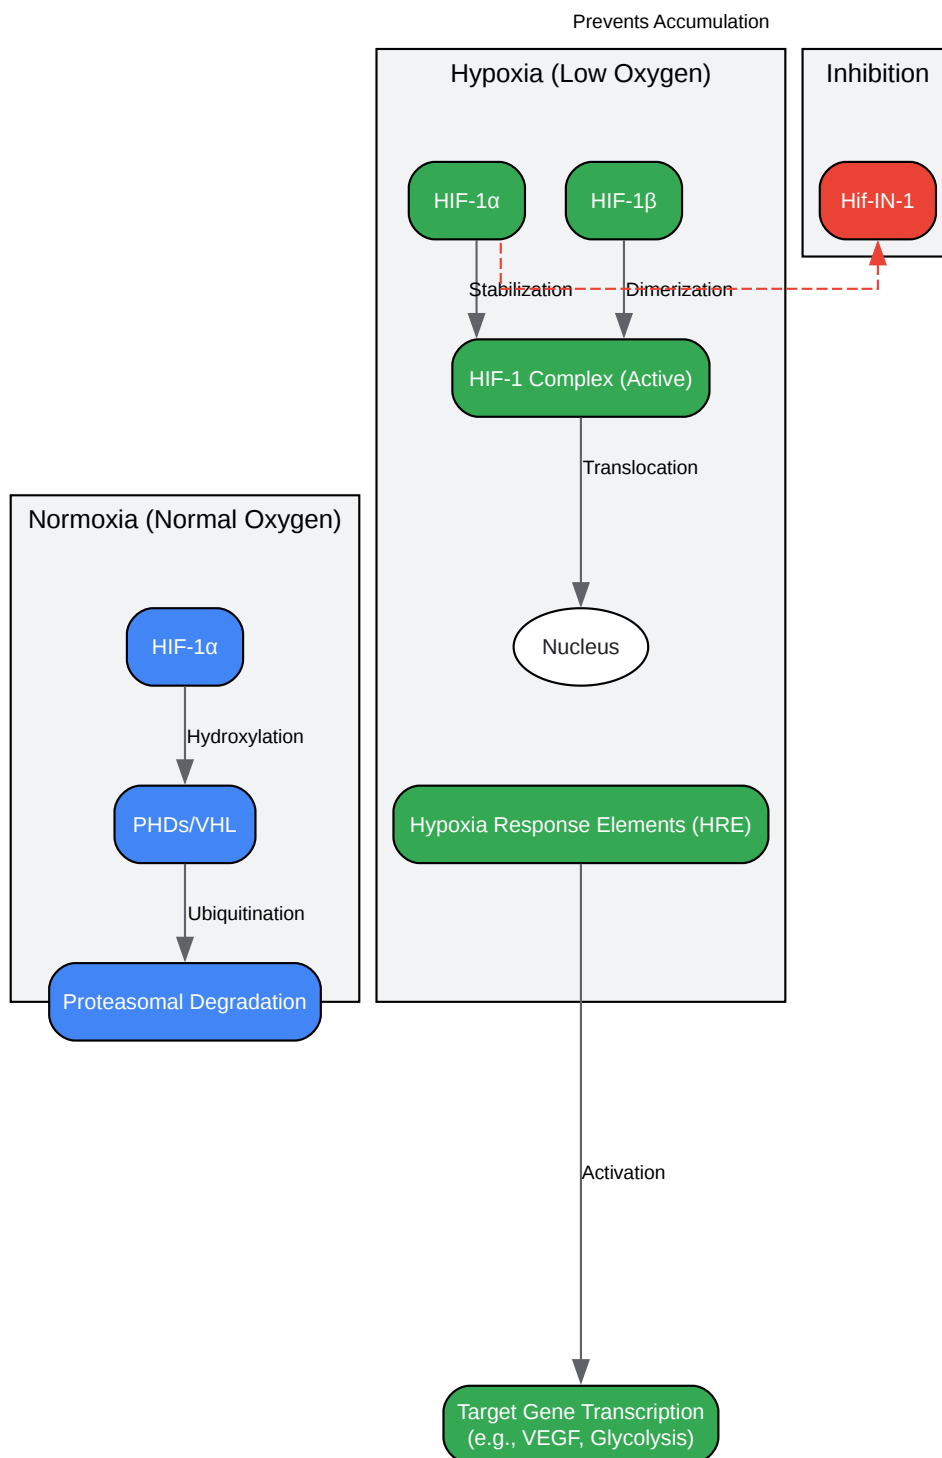 Prevents Accumulation
Hypoxia (Low Oxygen)
Inhibition
HIF-1α
HIF-1β
Hif-IN-1
Stabilization
Dimerization
HIF-1 Complex (Active)
Translocation
Normoxia (Normal Oxygen)
HIF-1α
Nucleus
Hydroxylation
PHDs/VHL
Hypoxia Response Elements (HRE)
Ubiquitination
Proteasomal Degradation
Activation
Target Gene Transcription
(e.g., VEGF, Glycolysis)